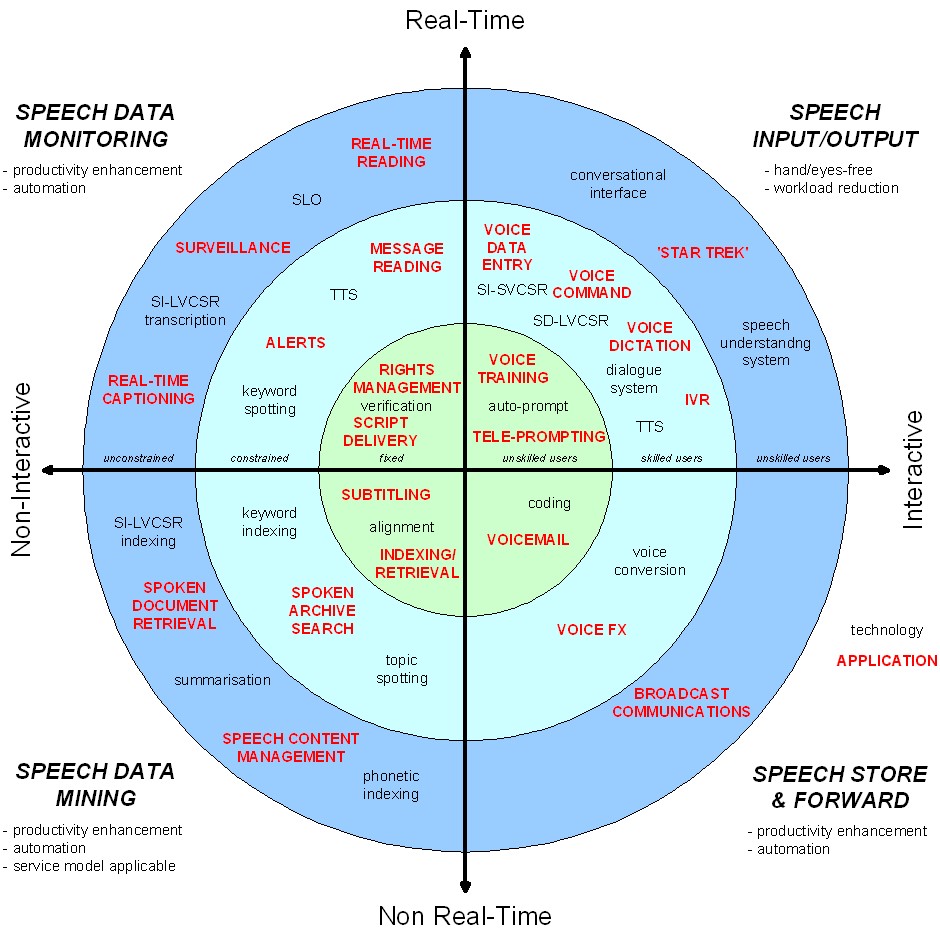 Real-Time
SPEECH DATA
MONITORING
- productivity enhancement
- automation
SPEECH
INPUT/OUTPUT
- hand/eyes-free
- workload reduction
REAL-TIME
READING
SLO
SURVEILLANCE
SI-LVCSR
transcription
REAL-TIME
CAPTIONING
unconstrained
MESSAGE
READING
TTS
ALERTS
keyword
spotting
constrained
RIGHTS
MANAGEMENT
verification
SCRIPT
DELIVERY
fixed
conversational
interface
'STAR TREK'
speech
understandng
system
unskilled users
VOICE
DATA
ENTRY
SI-SVCSR
VOICE
COMMAND
SD-LVCSR
VOICE
DICTATION
dialogue
system
IVR
TTS
skilled users
VOICE
TRAINING
auto-prompt
TELE-PROMPTING
unskilled users
Non-Interactive
Interactive
SUBTITLING
alignment
INDEXING/
RETRIEVAL
keyword
indexing
SPOKEN
ARCHIVE
SEARCH
topic
spotting
SI-LVCSR
indexing
SPOKEN
DOCUMENT
RETRIEVAL
summarisation
SPEECH CONTENT
MANAGEMENT
phonetic
indexing
coding
VOICEMAIL
voice
conversion
VOICE FX
BROADCAST
COMMUNICATIONS
technology
APPLICATION
SPEECH DATA
MINING
- productivity enhancement
- automation
- service model applicable
SPEECH STORE
& FORWARD
- productivity enhancement
- automation
Non Real-Time